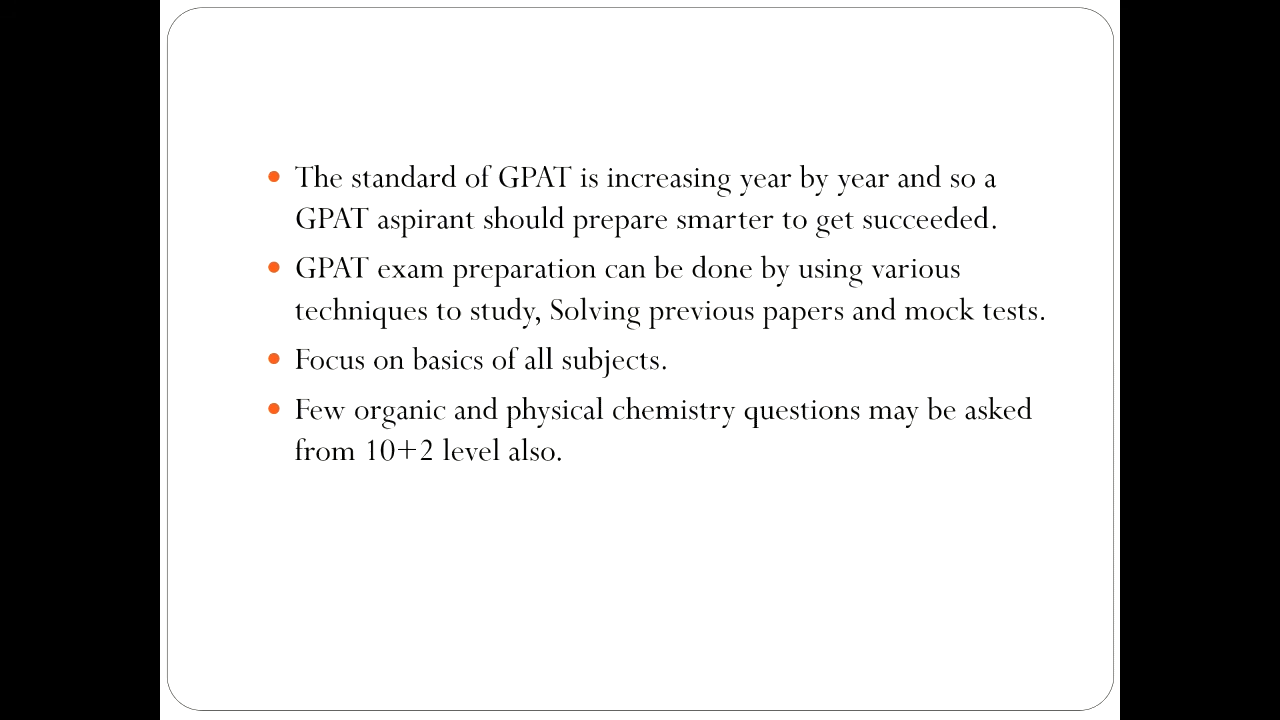 • The standard of GPAT is increasing year by year and so a
GPAT aspirant should prepare smarter to get succeeded.
• GPAT exam preparation can be done by using various
techniques to study, Solving previous papers and mock tests.
• Focus on basics of all subjects.
• Few organic and physical chemistry questions may be asked
from 10+2 level also.